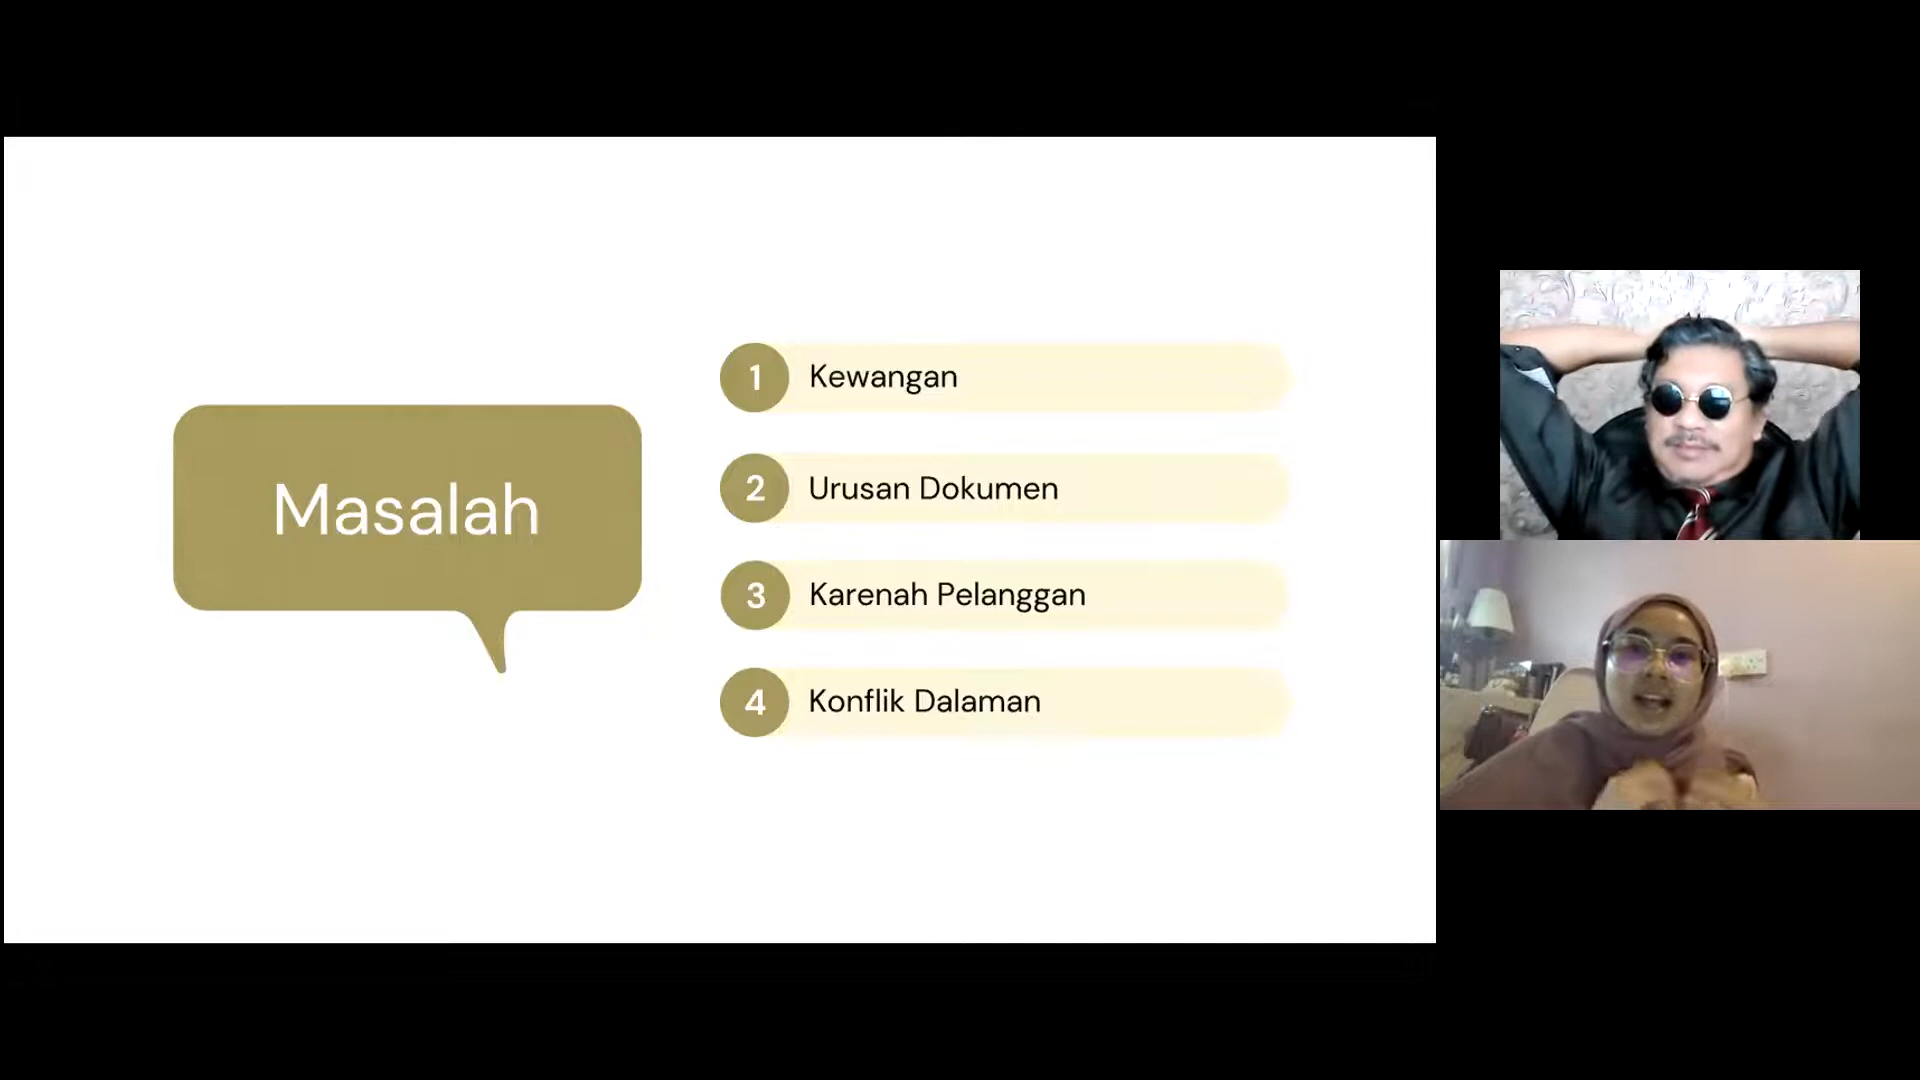 Masalah
1 Kewangan
2 Urusan Dokumen
3 Karenah Pelanggan
4 Konflik Dalaman